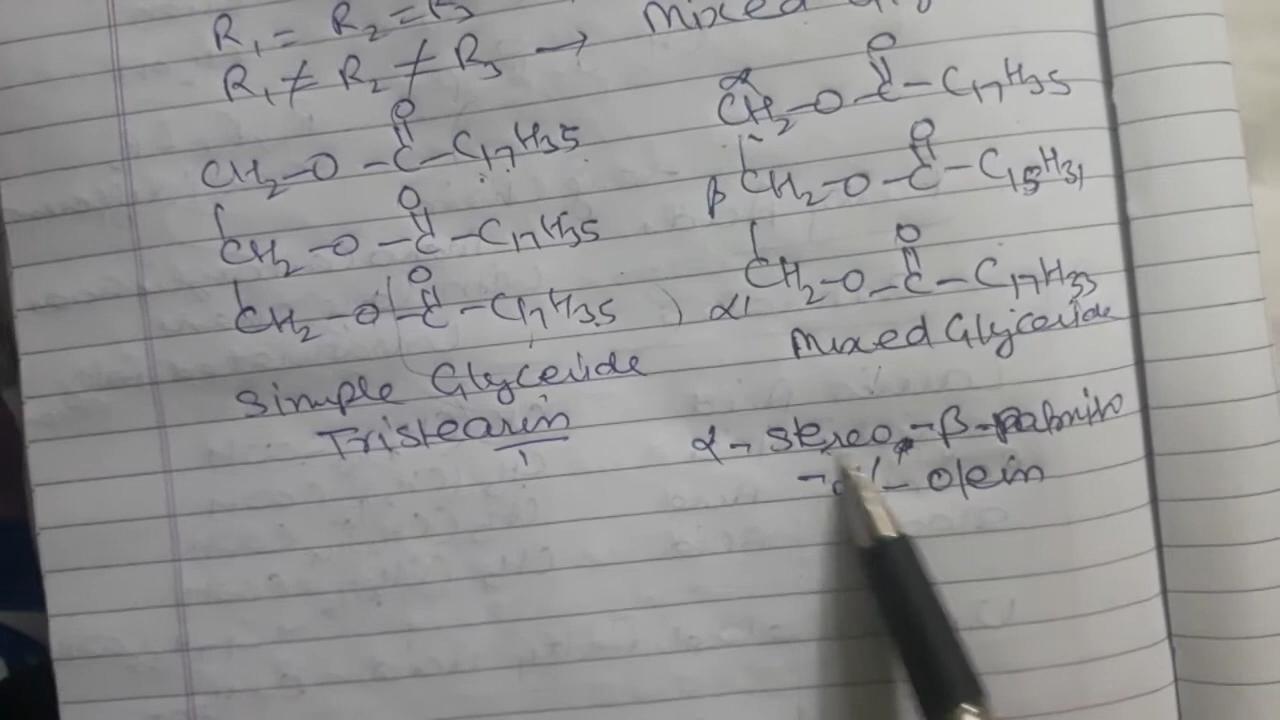 R₁ = R₂ = R₃
R₁ ≠ R₂ ≠ R₃ → Mixed
O
CH₂-O-C-C₁₇H₃₅
O
CH₂-O-C-C₁₇H₃₅
O
CH₂-O-C-C₁₇H₃₅
Simple Glyceride
Tristearin
α O
CH₂-O-C-C₁₇H₃₅
O
β CH₂-O-C-C₁₅H₃₁
O
α' CH₂-O-C-C₁₇H₃₃
Mixed Glyceride
α-stereo-β-palmito
-α'-olein